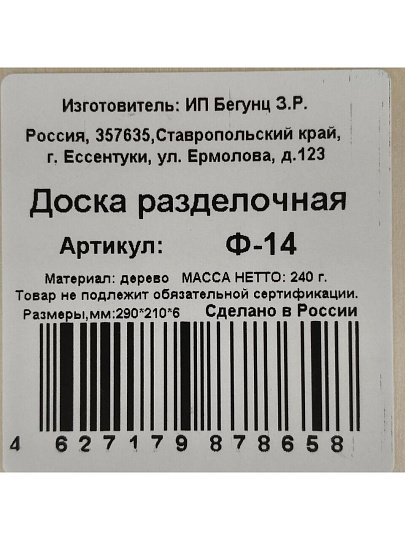 Изготовитель: ИП Бегунц З.Р.
Россия, 357635,Ставропольский край,
г. Ессентуки, ул. Ермолова, д.123
Доска разделочная
Артикул: Ф-14
Материал: дерево МАССА НЕТТО: 240 г.
Товар не подлежит обязательной сертификации.
Размеры,мм:290*210*6 Сделано в России
4 627179 878658